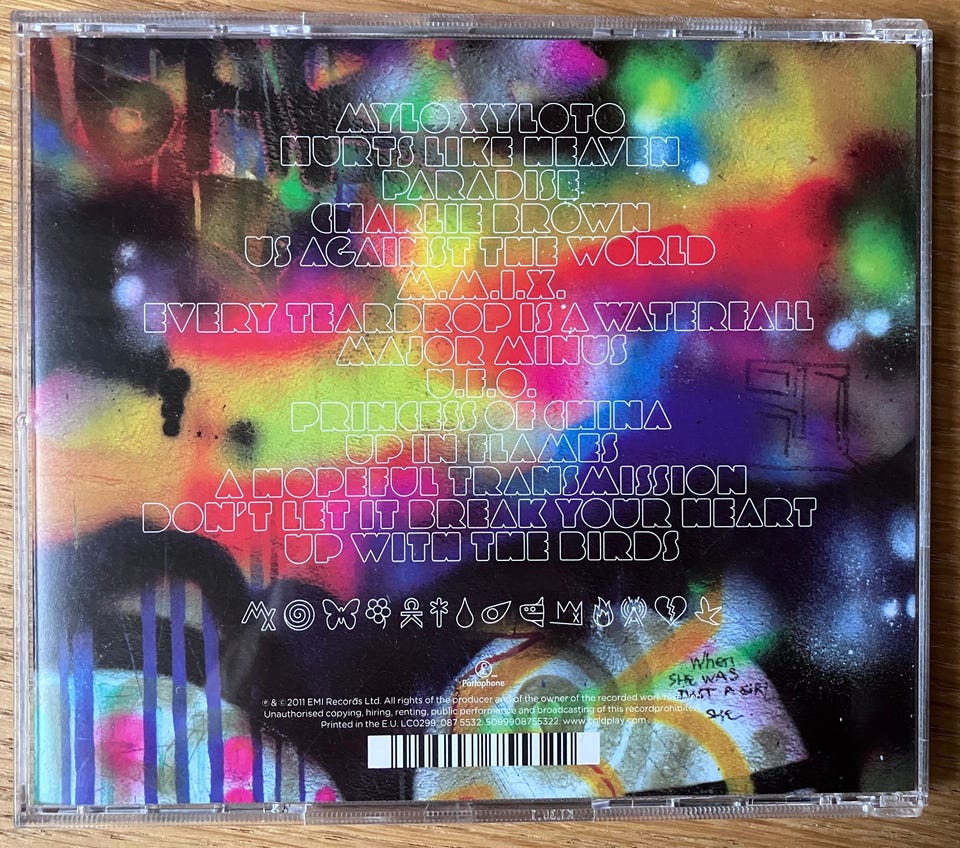 MYLO XYLOTO
HURTS LIKE HEAVEN
PARADISE
CHARLIE BROWN
US AGAINST THE WORLD
M.M.I.X.
EVERY TEARDROP IS A WATERFALL
MAJOR MINUS
U.F.O.
PRINCESS OF CHINA
UP IN FLAMES
A HOPEFUL TRANSMISSION
DON'T LET IT BREAK YOUR HEART
UP WITH THE BIRDS
MX
Parlophone
When
SHE WAS
JUST A GIRL
She
℗ & © 2011 EMI Records Ltd. All rights of the producer and of the owner of the recorded work
Unauthorised copying, hiring, renting, public performance and broadcasting of this record prohibited.
Printed in the E.U. LC0299. 087 5532. 5099908755322. www.coldplay.com